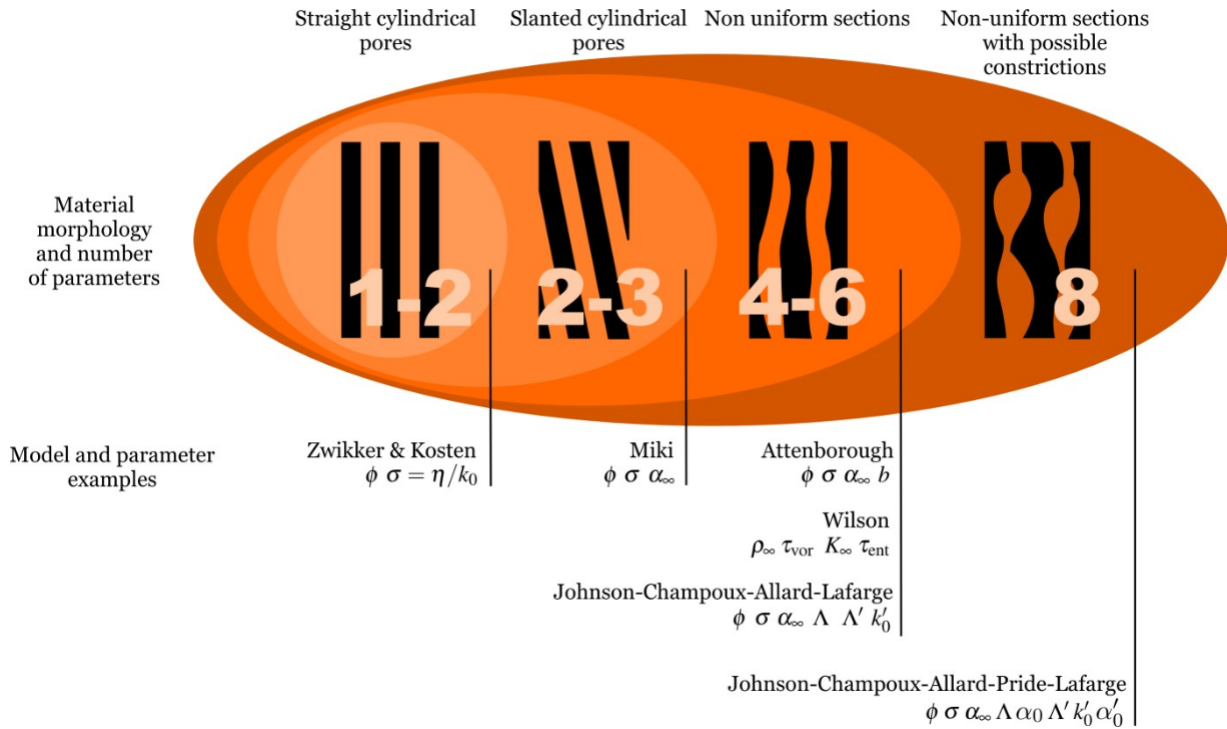 Straight cylindrical
pores
Slanted cylindrical
pores
Non uniform sections
Non-uniform sections
with possible
constrictions
Material
morphology
and number
of parameters
1-2
2-3
4-6
8
Model and parameter
examples
Zwikker & Kosten
ϕ σ = η/k₀
Miki
ϕ σ α∞
Attenborough
ϕ σ α∞ b
Wilson
ρ∞ τvor K∞ τent
Johnson-Champoux-Allard-Lafarge
ϕ σ α∞ Λ Λ′ k′₀
Johnson-Champoux-Allard-Pride-Lafarge
ϕ σ α∞ Λ α₀ Λ′ k′₀ α′₀